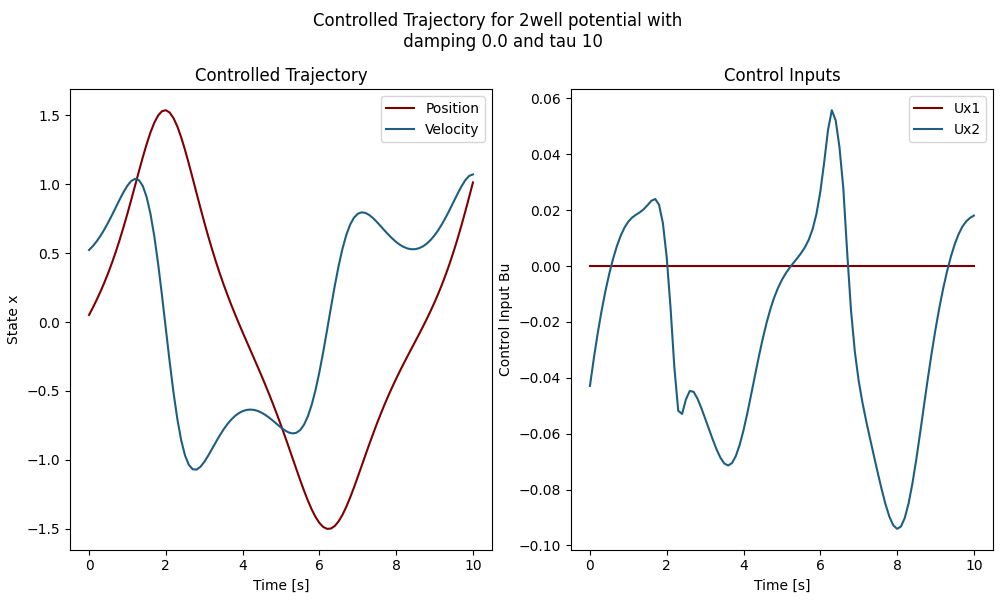 Controlled Trajectory for 2well potential with
damping 0.0 and tau 10
Controlled Trajectory
State x
1.5
1.0
0.5
0.0
−0.5
−1.0
−1.5
Position
Velocity
0 2 4 6 8 10
Time [s]
Control Inputs
Control Input Bu
0.06
0.04
0.02
0.00
−0.02
−0.04
−0.06
−0.08
−0.10
Ux1
Ux2
0 2 4 6 8 10
Time [s]